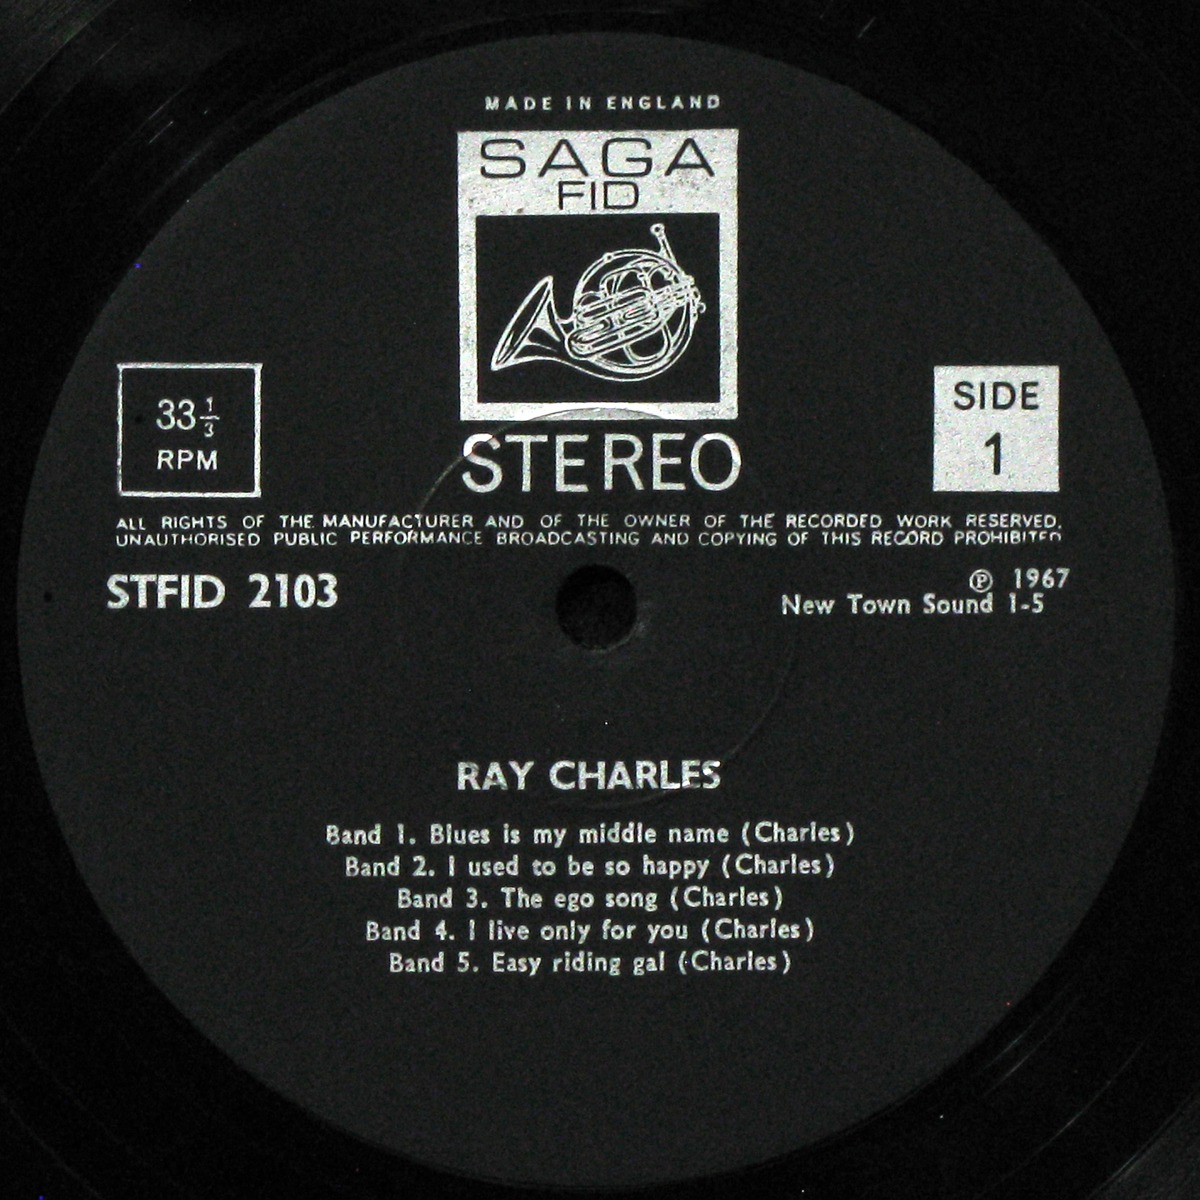 MADE IN ENGLAND
SAGA
FID
33 1/3
RPM
STEREO
SIDE
1
ALL RIGHTS OF THE MANUFACTURER AND OF THE OWNER OF THE RECORDED WORK RESERVED.
UNAUTHORISED PUBLIC PERFORMANCE BROADCASTING AND COPYING OF THIS RECORD PROHIBITED
STFID 2103
℗ 1967
New Town Sound 1-5
RAY CHARLES
Band 1. Blues is my middle name (Charles)
Band 2. I used to be so happy (Charles)
Band 3. The ego song (Charles)
Band 4. I live only for you (Charles)
Band 5. Easy riding gal (Charles)